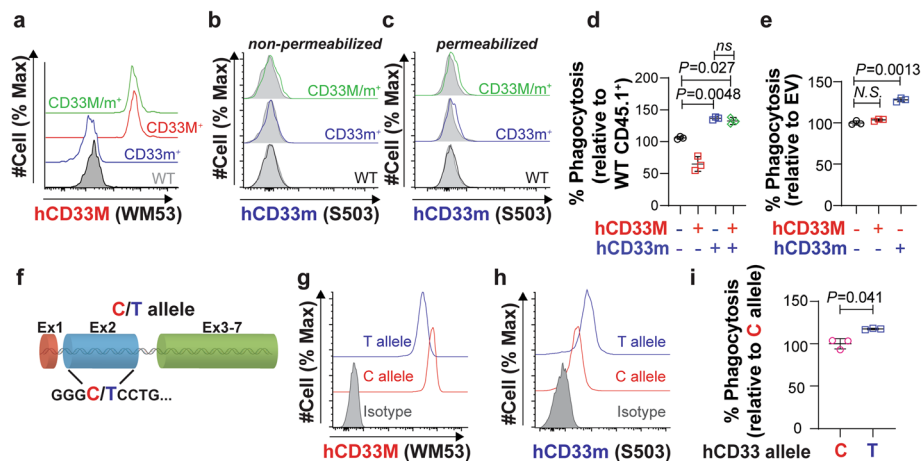 a
#Cell (% Max)
CD33M/m⁺
CD33M⁺
CD33m⁺
WT
hCD33M (WM53)
b
non-permeabilized
#Cell (% Max)
CD33M/m⁺
CD33m⁺
WT
hCD33m (S503)
c
permeabilized
#Cell (% Max)
CD33M/m⁺
CD33m⁺
WT
hCD33m (S503)
d
% Phagocytosis
(relative to
WT CD45.1⁺)
ns
P=0.027
P=0.0048
200
150
100
50
0
hCD33M - + - +
hCD33m - - + +
e
% Phagocytosis
(relative to EV)
P=0.0013
N.S.
150
100
50
0
hCD33M - + -
hCD33m - - +
f
C/T allele
Ex1 Ex2 Ex3-7
GGGC/TCCTG...
g
#Cell (% Max)
T allele
C allele
Isotype
hCD33M (WM53)
h
#Cell (% Max)
T allele
C allele
Isotype
hCD33m (S503)
i
% Phagocytosis
(relative to C allele)
P=0.041
150
100
50
0
hCD33 allele C T